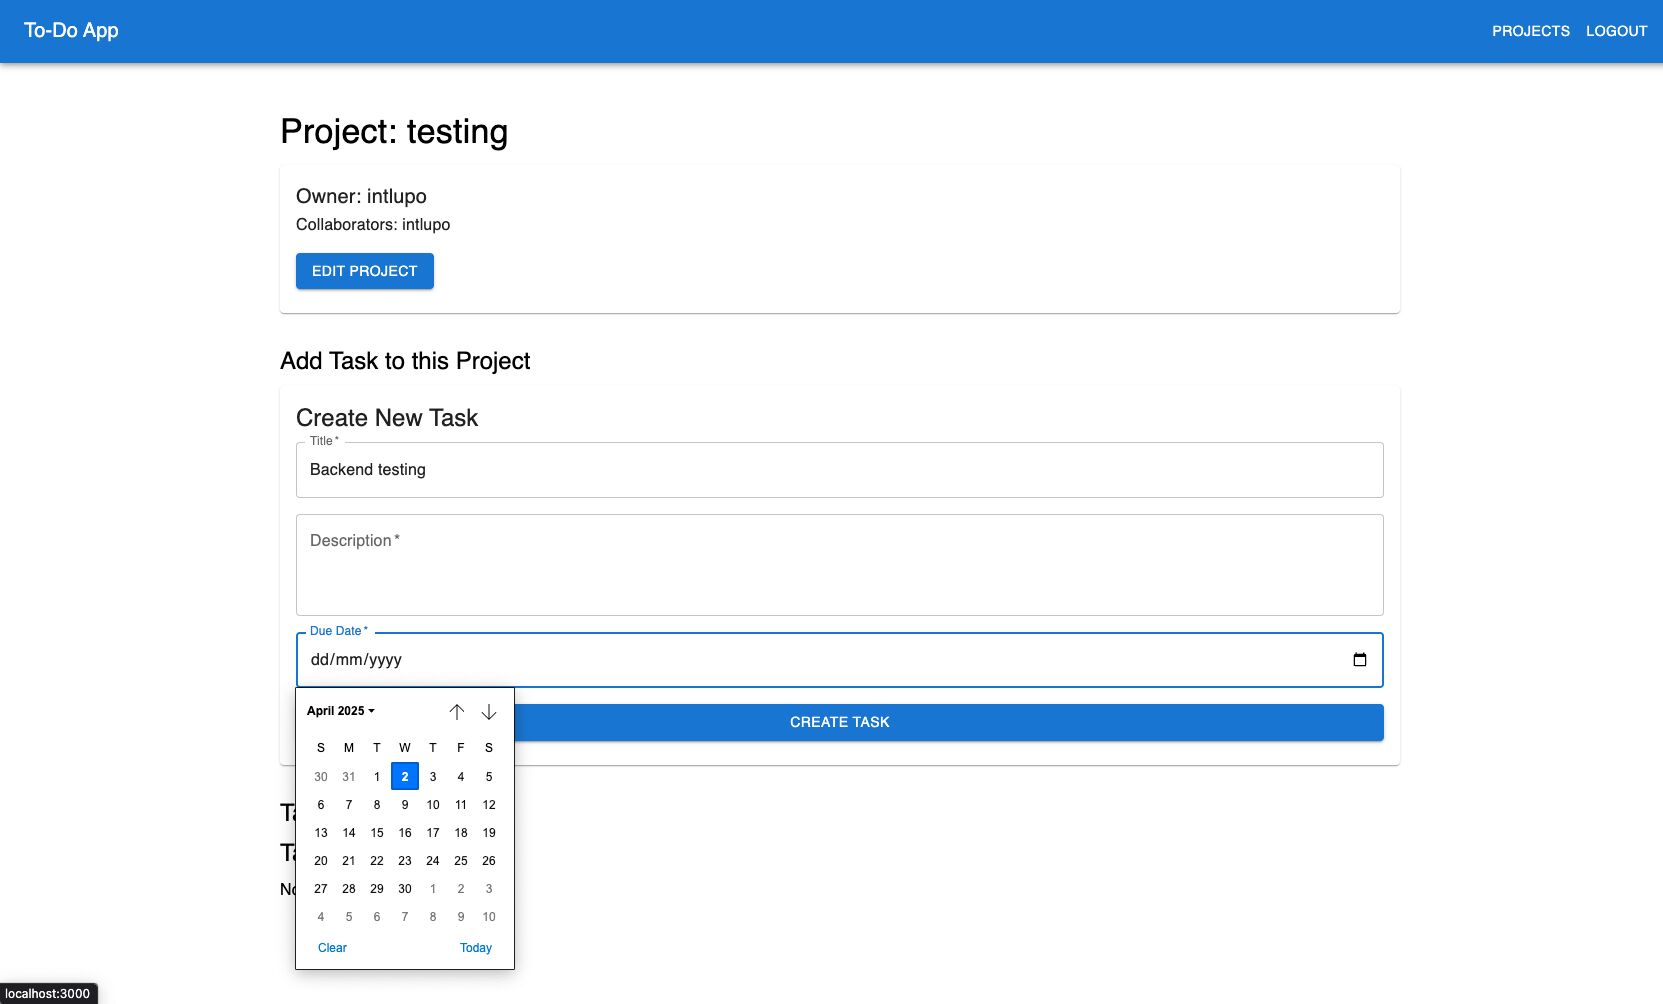 To-Do App PROJECTS LOGOUT
Project: testing
Owner: intlupo
Collaborators: intlupo
EDIT PROJECT
Add Task to this Project
Create New Task
Title *
Backend testing
Description *
Due Date *
dd/mm/yyyy
CREATE TASK
April 2025
S M T W T F S
30 31 1 2 3 4 5
6 7 8 9 10 11 12
13 14 15 16 17 18 19
20 21 22 23 24 25 26
27 28 29 30 1 2 3
4 5 6 7 8 9 10
Clear Today
localhost:3000